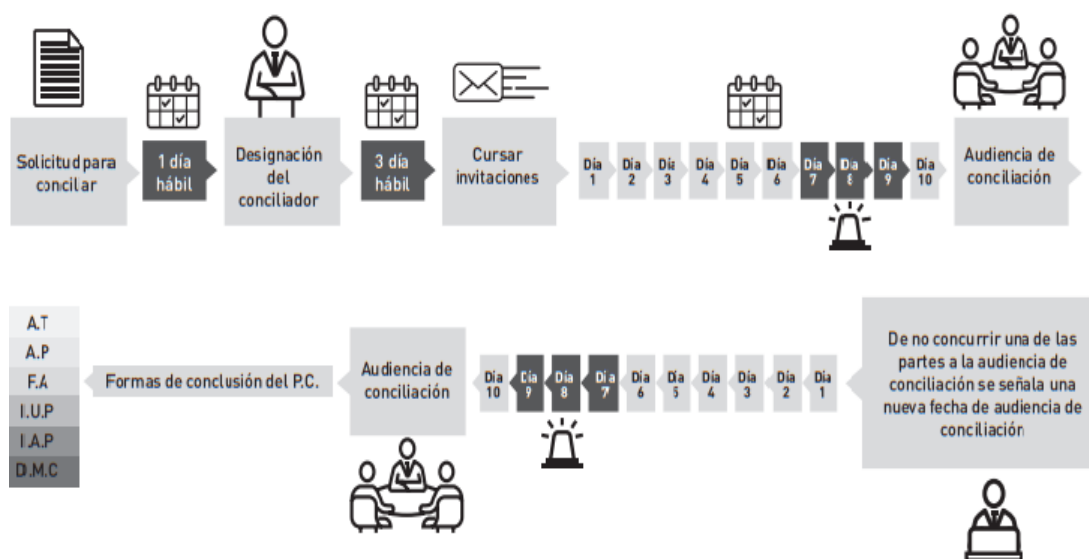 Solicitud para
concilar
1 día
hábil
Designación
del
conciliador
3 día
hábil
Cursar
invitaciones
Día
1
Día
2
Día
3
Día
4
Día
5
Día
6
Día
7
Día
8
Día
9
Día
10
Audiencia de
conciliación
De no concurrir una de las
partes a la audiencia de
conciliación se señala una
nueva fecha de audiencia de
conciliación
Día
1
Día
2
Día
3
Día
4
Día
5
Día
6
Día
7
Día
8
Día
9
Día
10
Audiencia de
conciliación
Formas de conclusión del P.C.
A.T
A.P
F.A
I.U.P
I.A.P
D.M.C